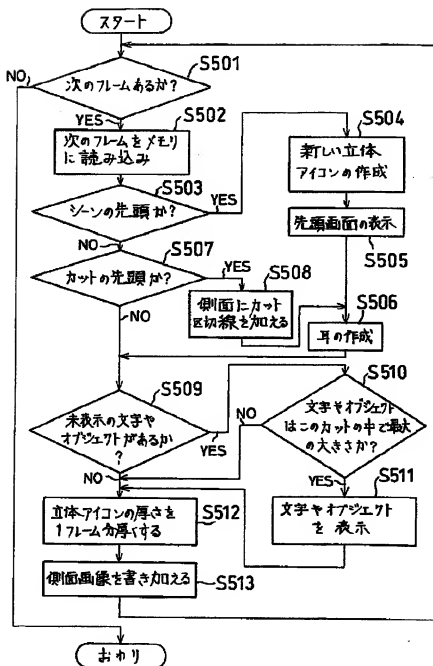 スタート
S501
NO
次のフレームあるか?
YES
S502
次のフレームをメモリ
に読み込み
S503
シーンの先頭か?
YES
NO
S504
新しい立体
アイコンの作成
先頭画面の表示
S505
S507
カットの先頭か?
YES
NO
S508
側面にカット
区切線を加える
S506
耳の作成
S509
未表示の文字や
オブジェクトがあるか
?
YES
NO
S510
文字やオブジェクト
はこのカットの中で最大
の大きさか?
NO
YES
S511
文字やオブジェクト
を表示
S512
立体アイコンの厚さを
1フレーム分厚くする
S513
側面画像を書き加える
おわり